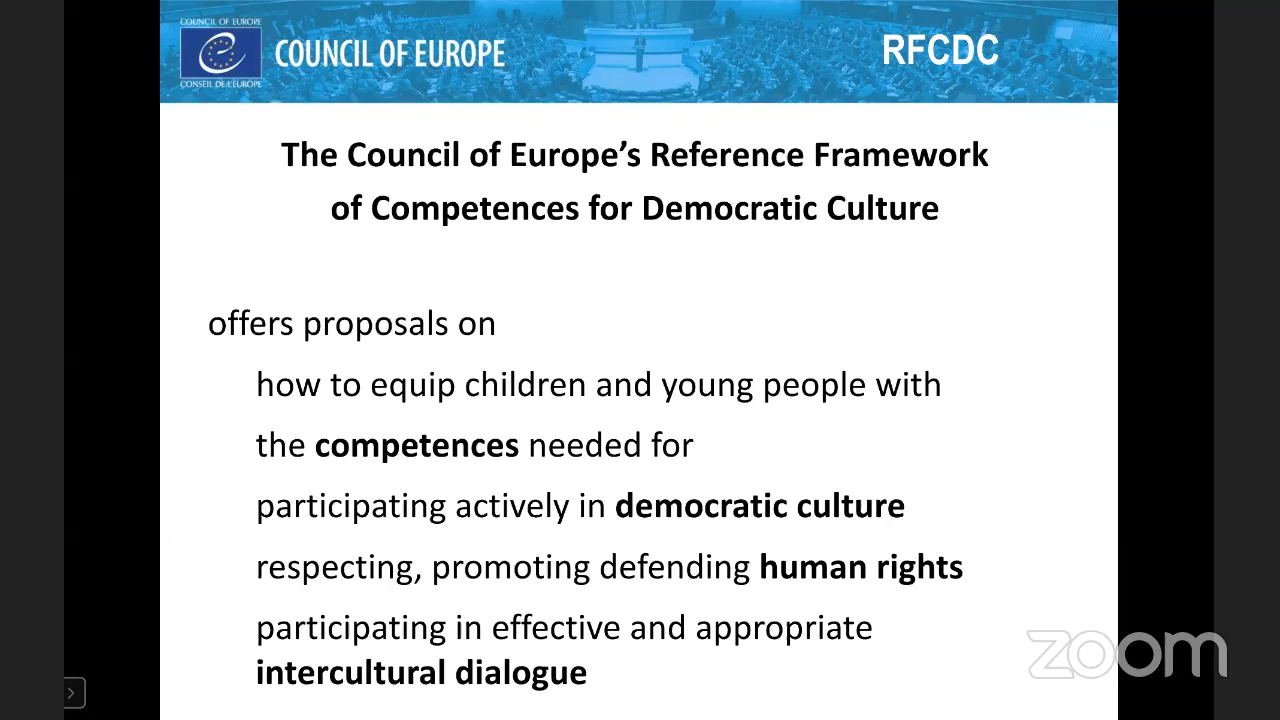 COUNCIL OF EUROPE
COUNCIL OF EUROPE
CONSEIL DE L'EUROPE
RFCDC
The Council of Europe’s Reference Framework
of Competences for Democratic Culture
offers proposals on
how to equip children and young people with
the competences needed for
participating actively in democratic culture
respecting, promoting defending human rights
participating in effective and appropriate
intercultural dialogue
zoom